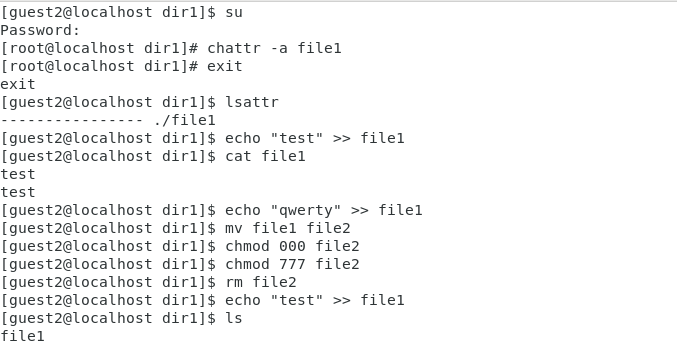 [guest2@localhost dir1]$ su
Password:
[root@localhost dir1]# chattr -a file1
[root@localhost dir1]# exit
exit
[guest2@localhost dir1]$ lsattr
---------------- ./file1
[guest2@localhost dir1]$ echo "test" >> file1
[guest2@localhost dir1]$ cat file1
test
test
[guest2@localhost dir1]$ echo "qwerty" >> file1
[guest2@localhost dir1]$ mv file1 file2
[guest2@localhost dir1]$ chmod 000 file2
[guest2@localhost dir1]$ chmod 777 file2
[guest2@localhost dir1]$ rm file2
[guest2@localhost dir1]$ echo "test" >> file1
[guest2@localhost dir1]$ ls
file1